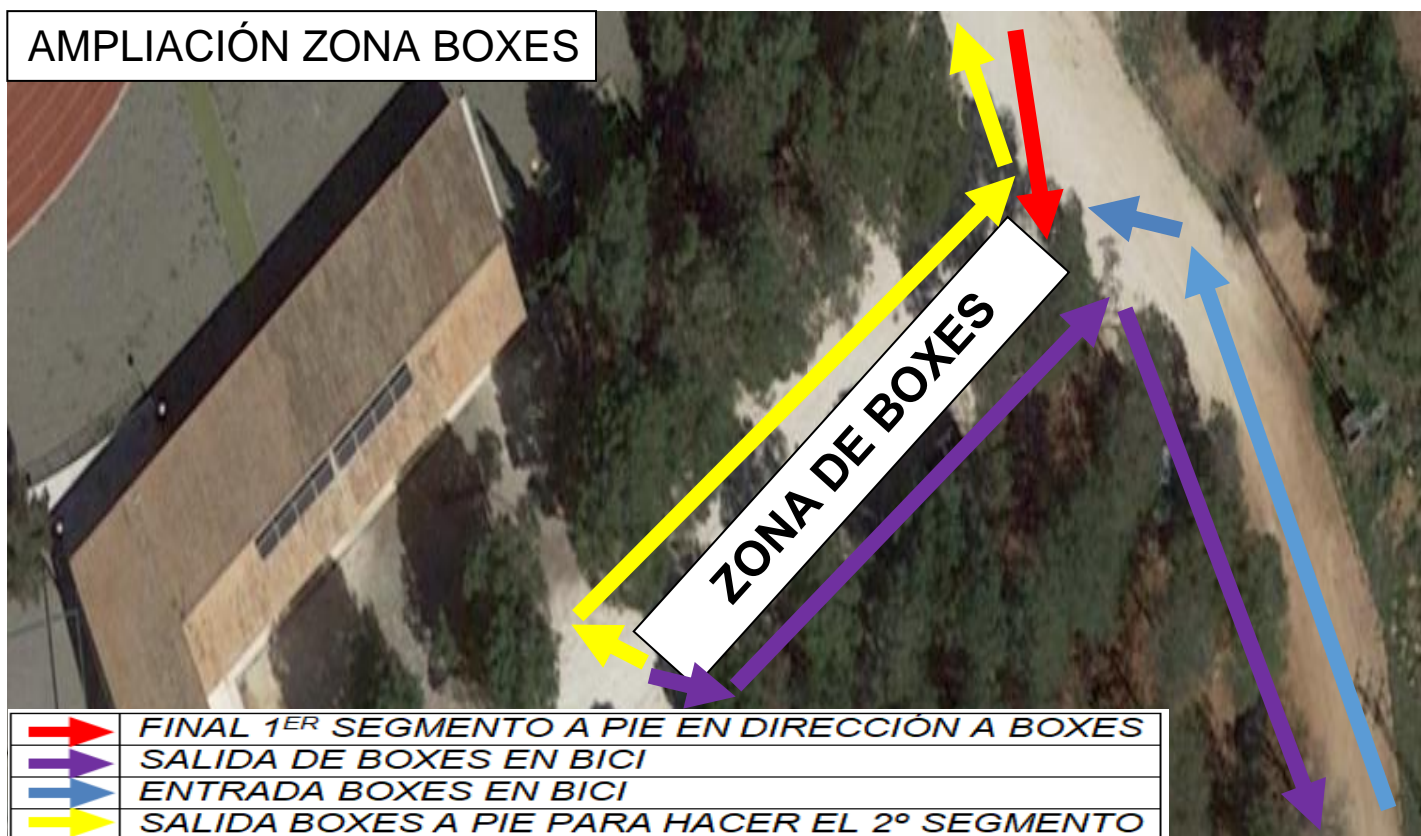 AMPLIACIÓN ZONA BOXES
ZONA DE BOXES
FINAL 1ER SEGMENTO A PIE EN DIRECCIÓN A BOXES
SALIDA DE BOXES EN BICI
ENTRADA BOXES EN BICI
SALIDA BOXES A PIE PARA HACER EL 2º SEGMENTO